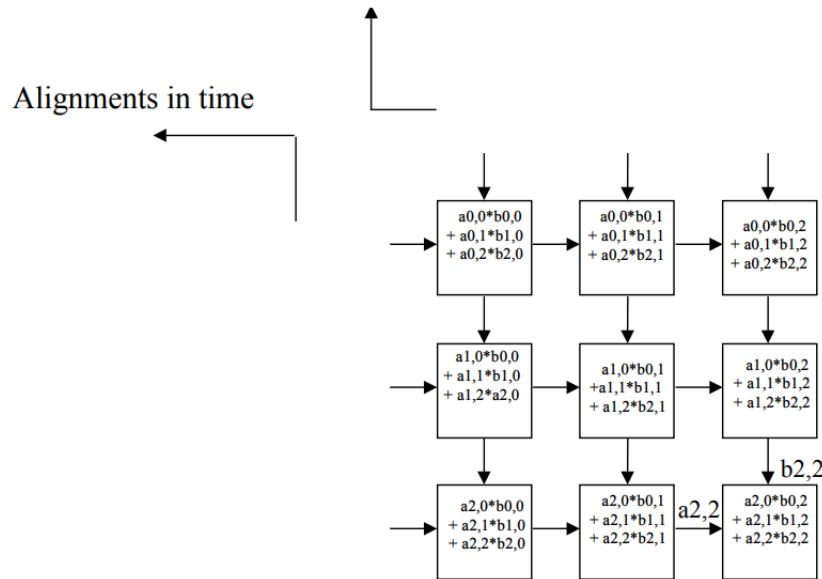 Alignments in time
a0,0*b0,0
+ a0,1*b1,0
+ a0,2*b2,0
a0,0*b0,1
+ a0,1*b1,1
+ a0,2*b2,1
a0,0*b0,2
+ a0,1*b1,2
+ a0,2*b2,2
a1,0*b0,0
+ a1,1*b1,0
+ a1,2*a2,0
a1,0*b0,1
+a1,1*b1,1
+ a1,2*b2,1
a1,0*b0,2
+ a1,1*b1,2
+ a1,2*b2,2
b2,2
a2,0*b0,0
+ a2,1*b1,0
+ a2,2*b2,0
a2,0*b0,1
+ a2,1*b1,1
+ a2,2*b2,1
a2,2
a2,0*b0,2
+ a2,1*b1,2
+ a2,2*b2,2